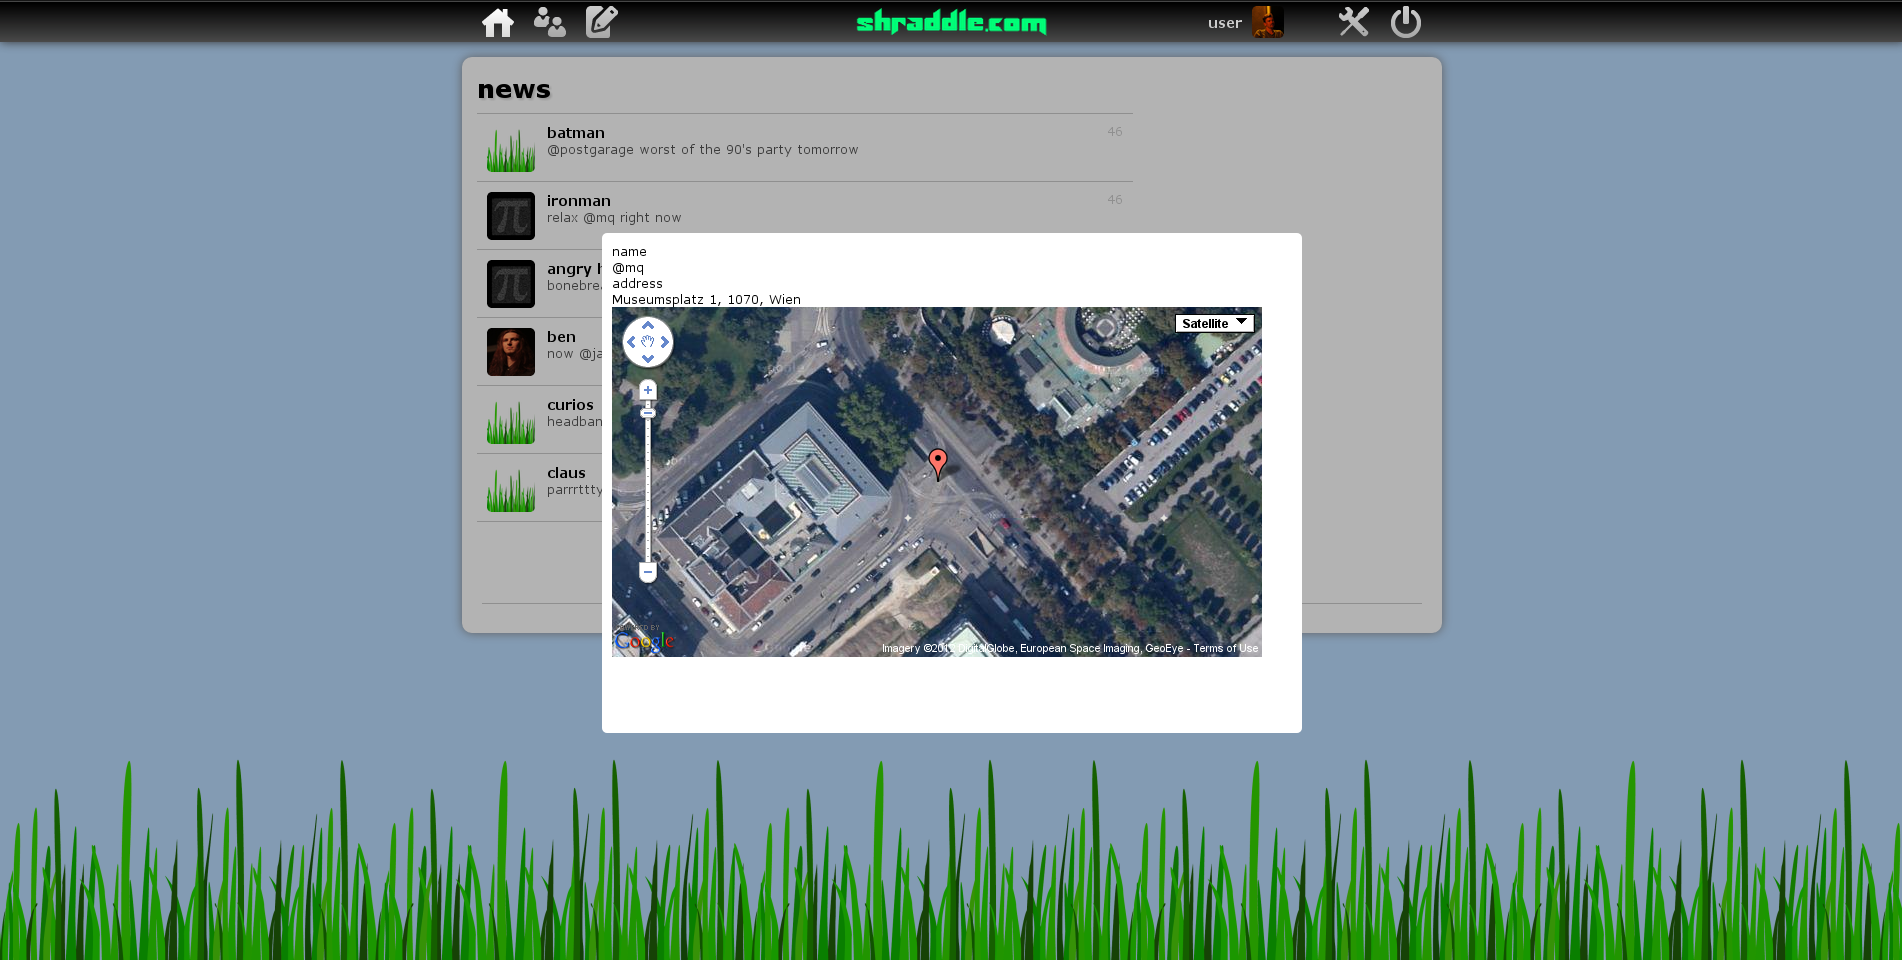 shraddle.com
user
news
batman
46
@postgarage worst of the 90's party tomorrow
ironman
46
relax @mq right now
angry
bonebre
ben
now @ja
curios
headban
claus
parrrttty
name
@mq
address
Museumsplatz 1, 1070, Wien
Satellite
POWERED BY
Google
Imagery ©2012 DigitalGlobe, European Space Imaging, GeoEye - Terms of Use